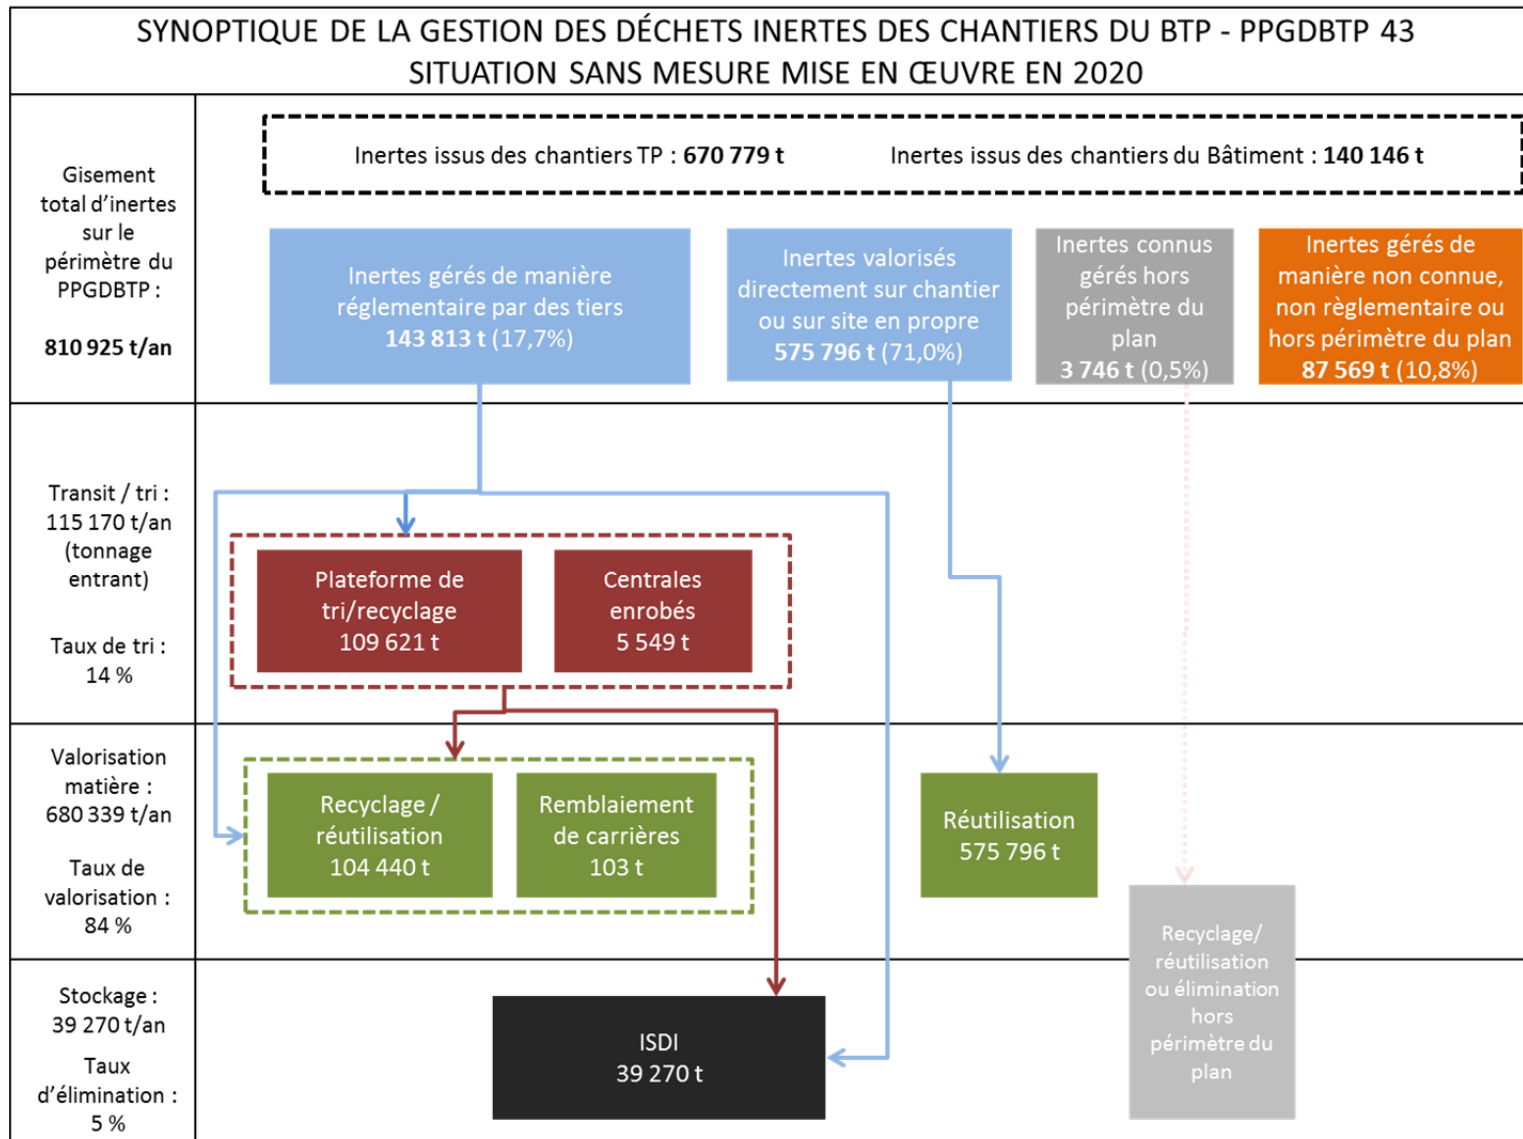 SYNOPTIQUE DE LA GESTION DES DÉCHETS INERTES DES CHANTIERS DU BTP - PPGDBTP 43
SITUATION SANS MESURE MISE EN ŒUVRE EN 2020
Gisement
total d’inertes
sur le
périmètre du
PPGDBTP :
810 925 t/an
Inertes issus des chantiers TP : 670 779 t
Inertes issus des chantiers du Bâtiment : 140 146 t
Inertes gérés de manière
réglementaire par des tiers
143 813 t (17,7%)
Inertes valorisés
directement sur chantier
ou sur site en propre
575 796 t (71,0%)
Inertes connus
gérés hors
périmètre du
plan
3 746 t (0,5%)
Inertes gérés de
manière non connue,
non règlementaire ou
hors périmètre du plan
87 569 t (10,8%)
Transit / tri :
115 170 t/an
(tonnage
entrant)
Taux de tri :
14 %
Plateforme de
tri/recyclage
109 621 t
Centrales
enrobés
5 549 t
Valorisation
matière :
680 339 t/an
Taux de
valorisation :
84 %
Recyclage /
réutilisation
104 440 t
Remblaiement
de carrières
103 t
Réutilisation
575 796 t
Recyclage/
réutilisation
ou élimination
hors
périmètre du
plan
Stockage :
39 270 t/an
Taux
d’élimination :
5 %
ISDI
39 270 t